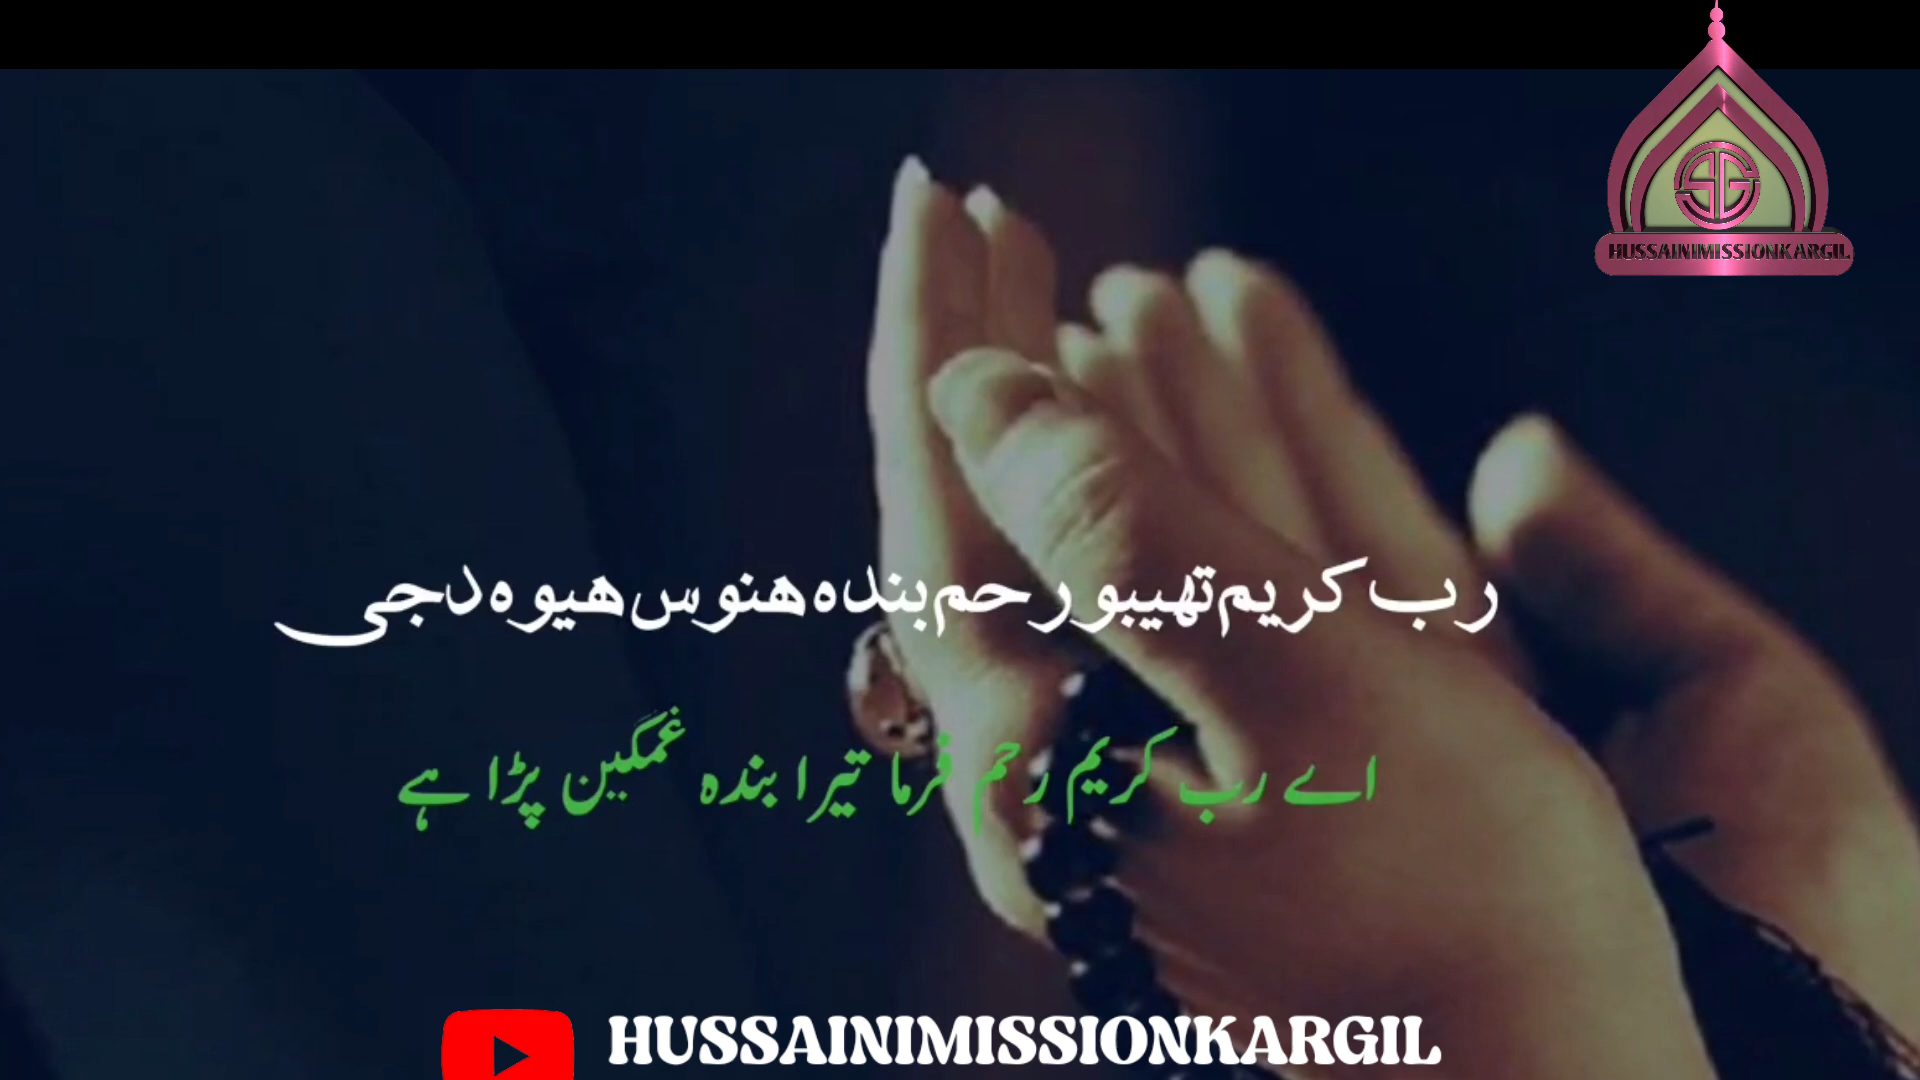 HUSSAINIMISSIONKARGIL
رب کریم تھیبو رحم بندہ ھنوس ھیوہ دجی
اے رب کریم رحم فرما تیرا بندہ غمگین پڑا ہے
HUSSAINIMISSIONKARGIL